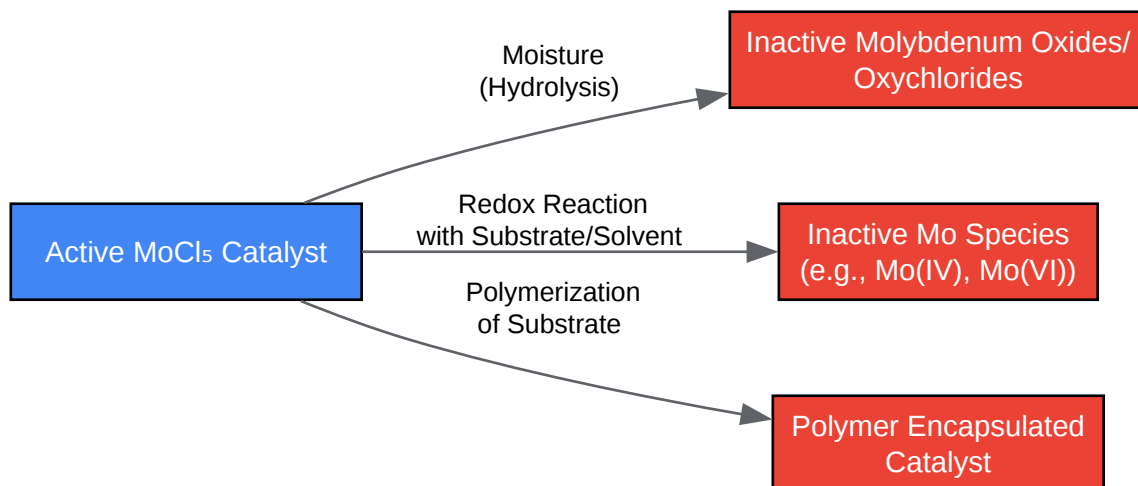 Moisture
(Hydrolysis)
Inactive Molybdenum Oxides/
Oxychlorides
Active MoCl₅ Catalyst
Redox Reaction
with Substrate/Solvent
Inactive Mo Species
(e.g., Mo(IV), Mo(VI))
Polymerization
of Substrate
Polymer Encapsulated
Catalyst